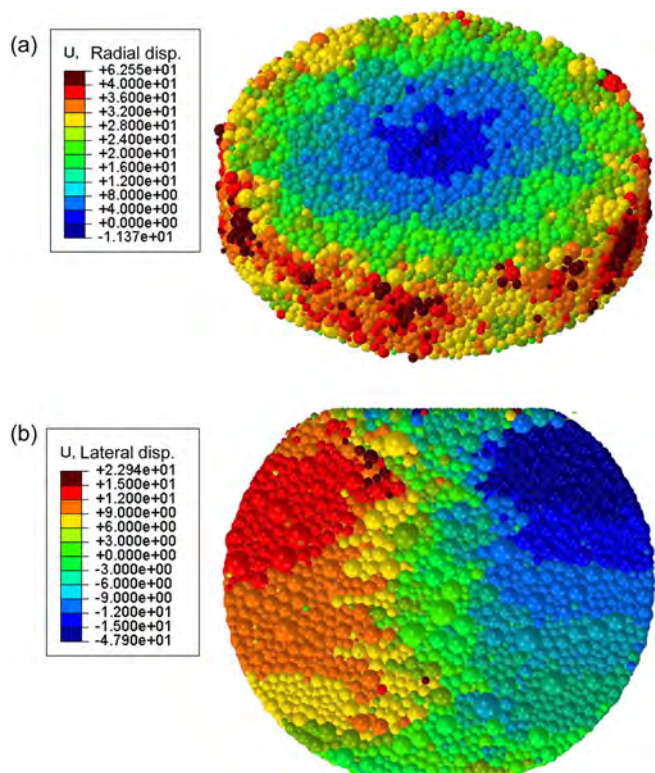 (a)
U, Radial disp.
+6.255e+01
+4.000e+01
+3.600e+01
+3.200e+01
+2.800e+01
+2.400e+01
+2.000e+01
+1.600e+01
+1.200e+01
+8.000e+00
+4.000e+00
+0.000e+00
-1.137e+01
(b)
U, Lateral disp.
+2.294e+01
+1.500e+01
+1.200e+01
+9.000e+00
+6.000e+00
+3.000e+00
+0.000e+00
-3.000e+00
-6.000e+00
-9.000e+00
-1.200e+01
-1.500e+01
-4.790e+01